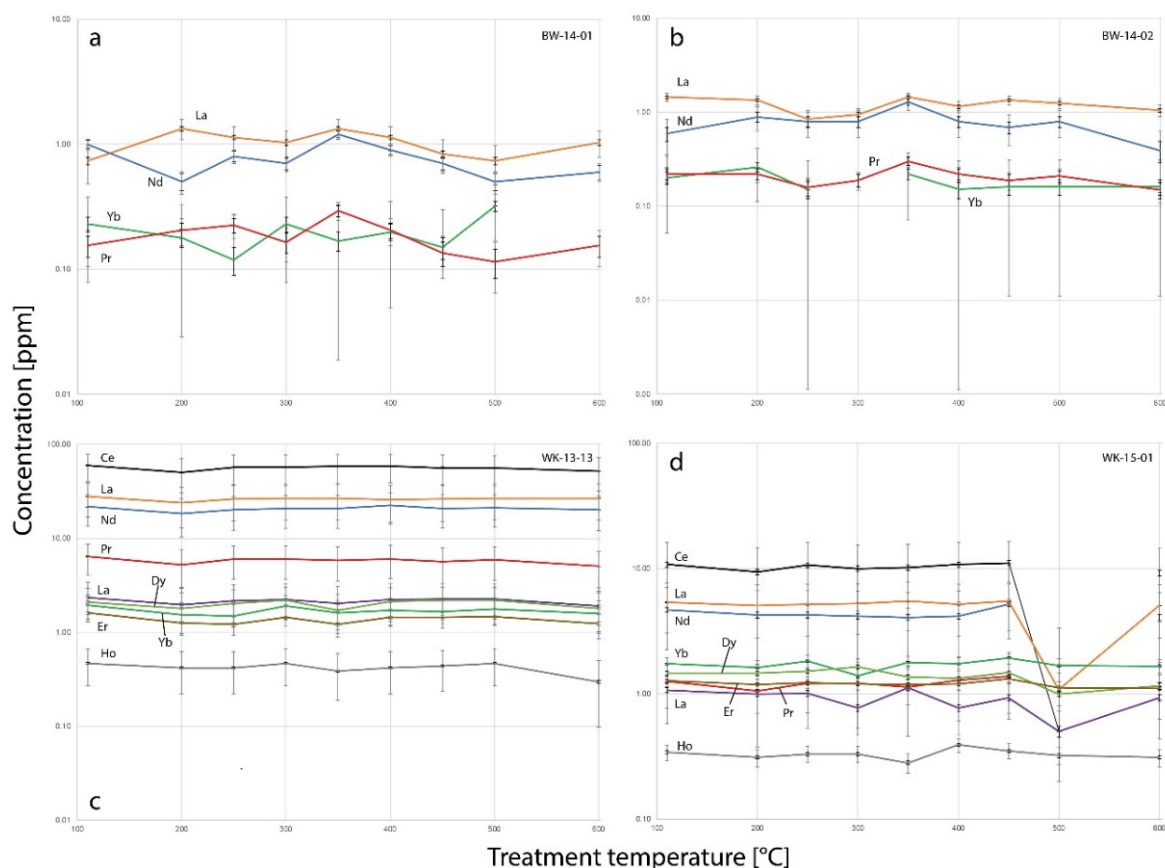 a
BW-14-01
10.00
1.00
0.10
0.01
La
Nd
Yb
Pr
100 200 300 400 500 600
b
BW-14-02
10.00
1.00
0.10
0.01
0.00
La
Nd
Pr
Yb
100 200 300 400 500 600
Concentration [ppm]
WK-13-13
100.00
10.00
1.00
0.10
0.01
Ce
La
Nd
Pr
Dy
La
Yb
Er
Ho
c
100 200 300 400 500 600
d
WK-15-01
100.00
10.00
1.00
0.10
Ce
La
Nd
Dy
Yb
Er
Pr
La
Ho
100 200 300 400 500 600
Treatment temperature [°C]